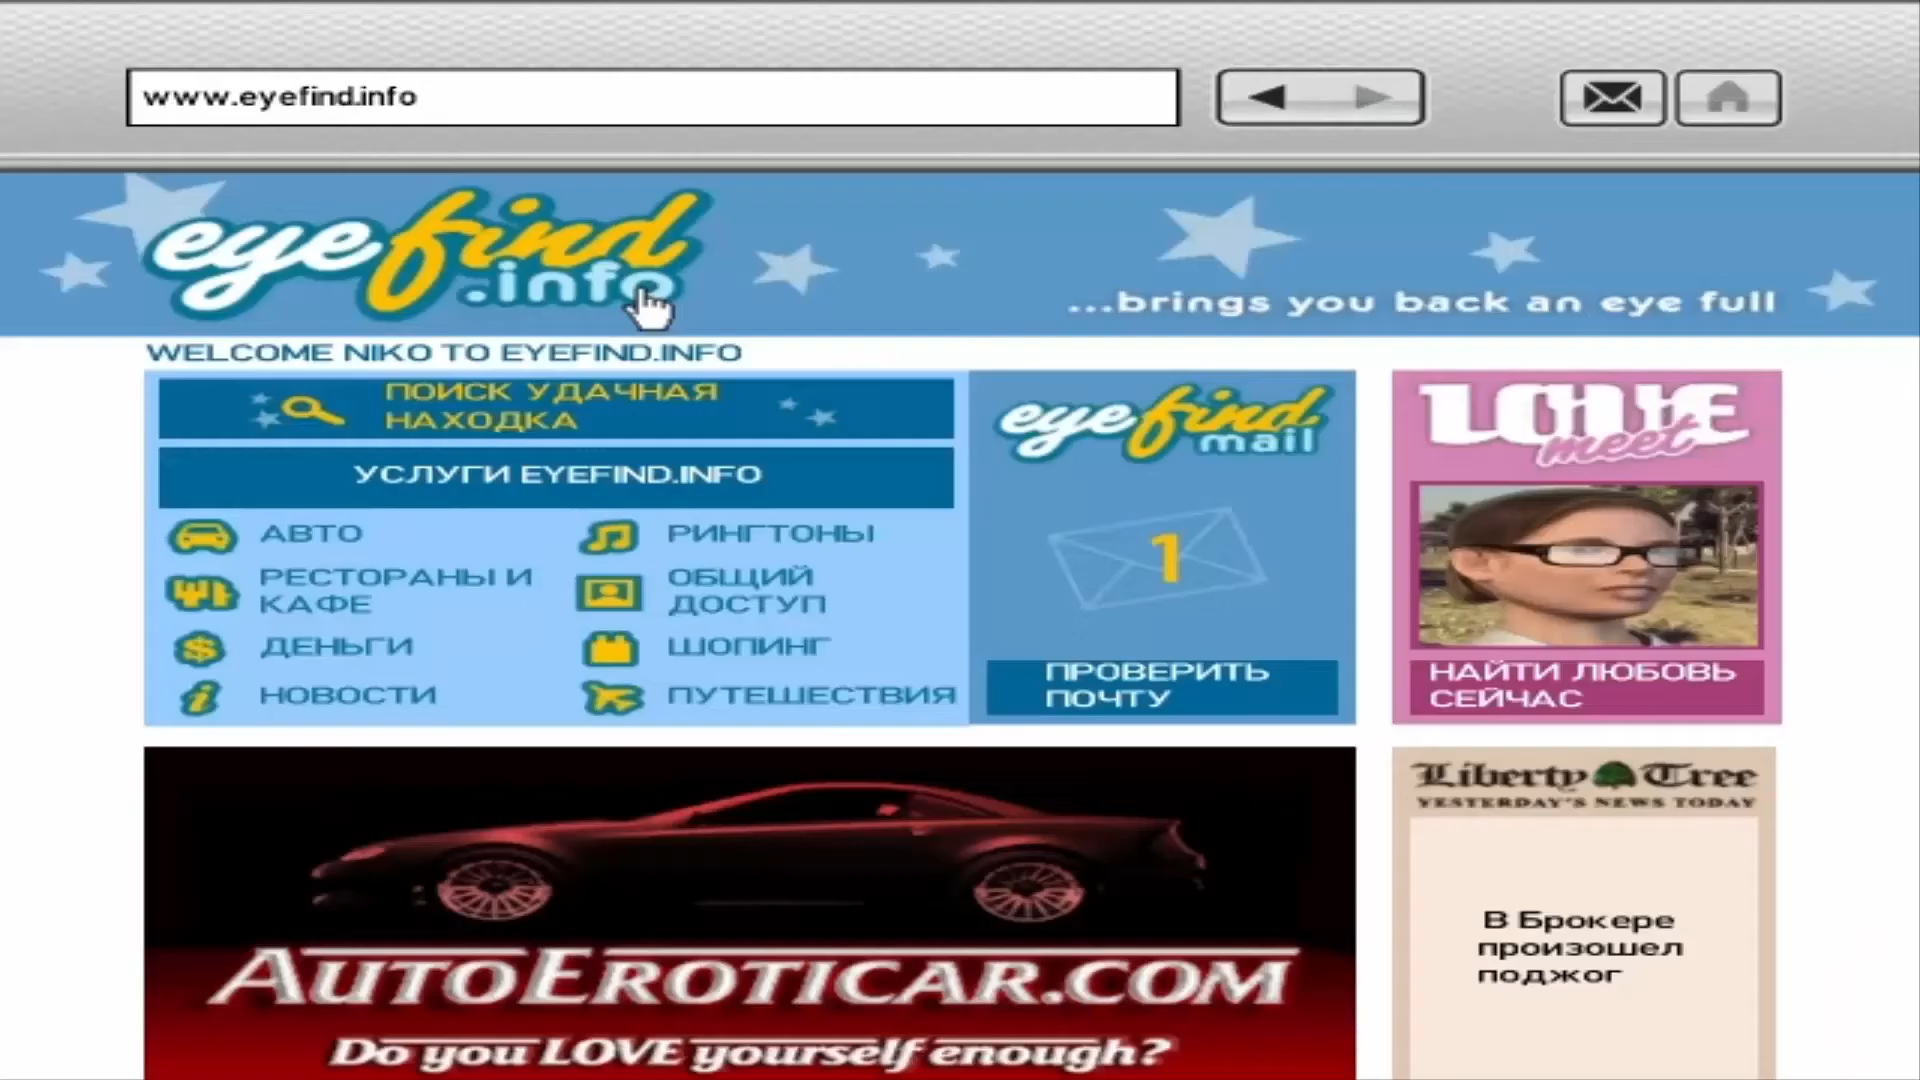 www.eyefind.info
eyefind
.info
...brings you back an eye full
WELCOME NIKO TO EYEFIND.INFO
ПОИСК УДАЧНАЯ
НАХОДКА
УСЛУГИ EYEFIND.INFO
АВТО
РИНГТОНЫ
РЕСТОРАНЫ И
КАФЕ
ОБЩИЙ
ДОСТУП
ДЕНЬГИ
ШОПИНГ
НОВОСТИ
ПУТЕШЕСТВИЯ
eyefind
mail
1
ПРОВЕРИТЬ
ПОЧТУ
LOVE
meet
НАЙТИ ЛЮБОВЬ
СЕЙЧАС
AUTOEROTICAR.COM
Do you LOVE yourself enough?
Liberty Tree
YESTERDAY'S NEWS TODAY
В Брокере
произошел
поджог